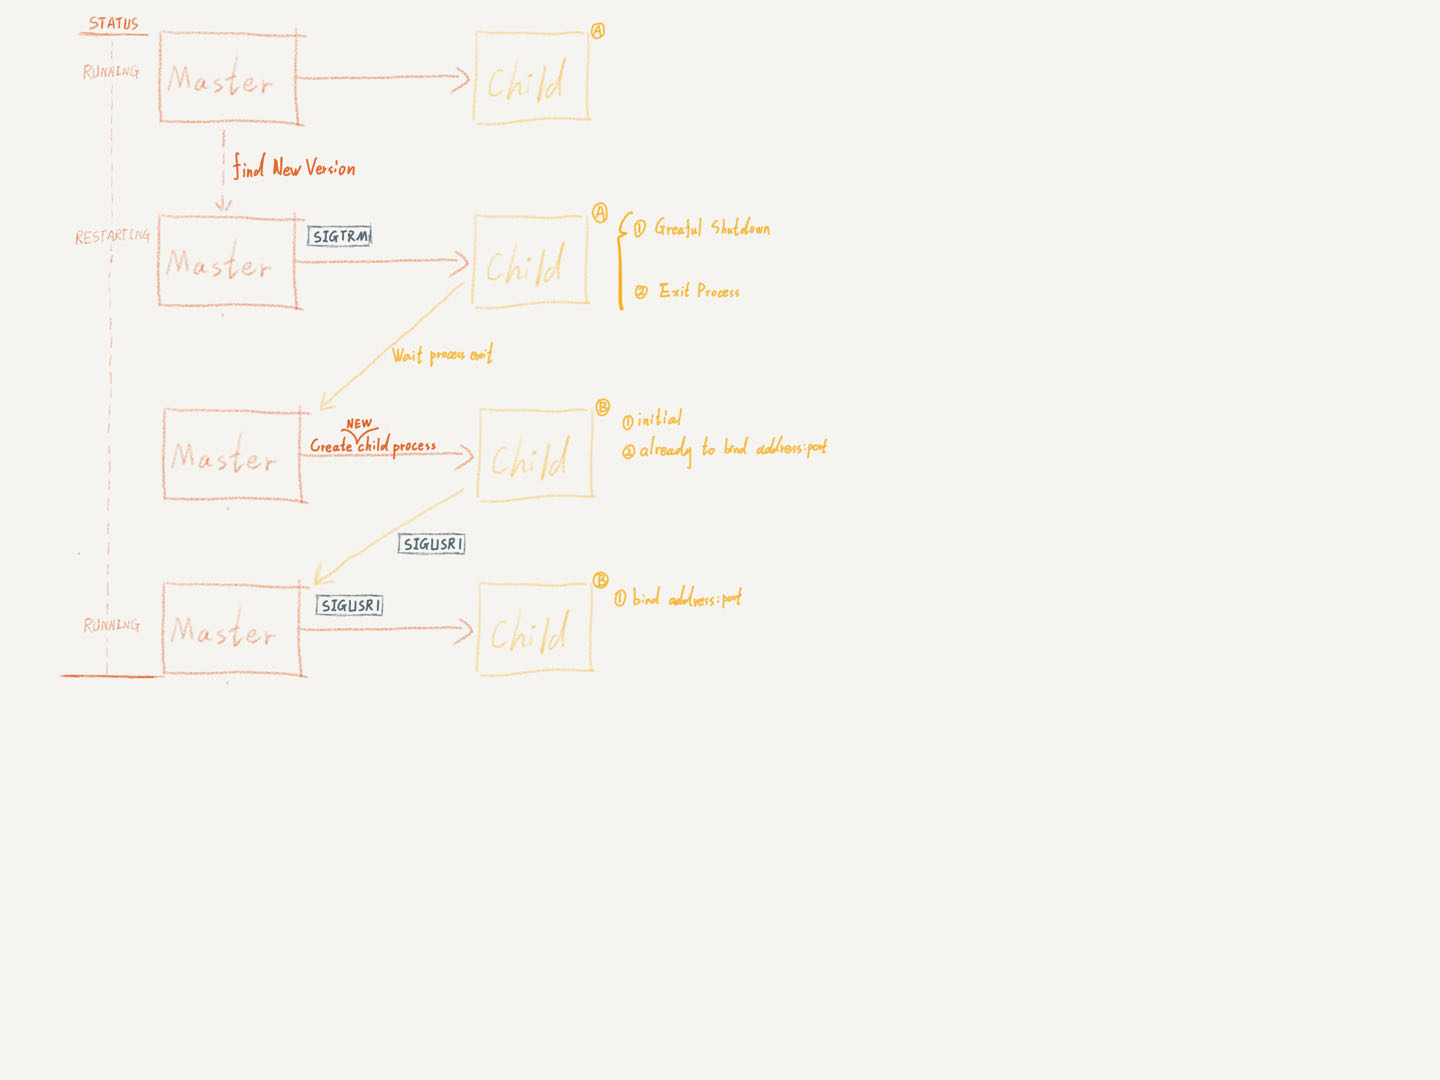 STATUS
RUNNING
Master
Child
A
find New Version
RESTARTING
Master
SIGTRM
Child
A
① Greaful Shutdown
② Exit Process
Wait process exit
Master
NEW
Create child process
Child
B
① initial
② already to bind address:port
SIGUSR1
RUNNING
Master
SIGUSR1
Child
B
① bind address:port